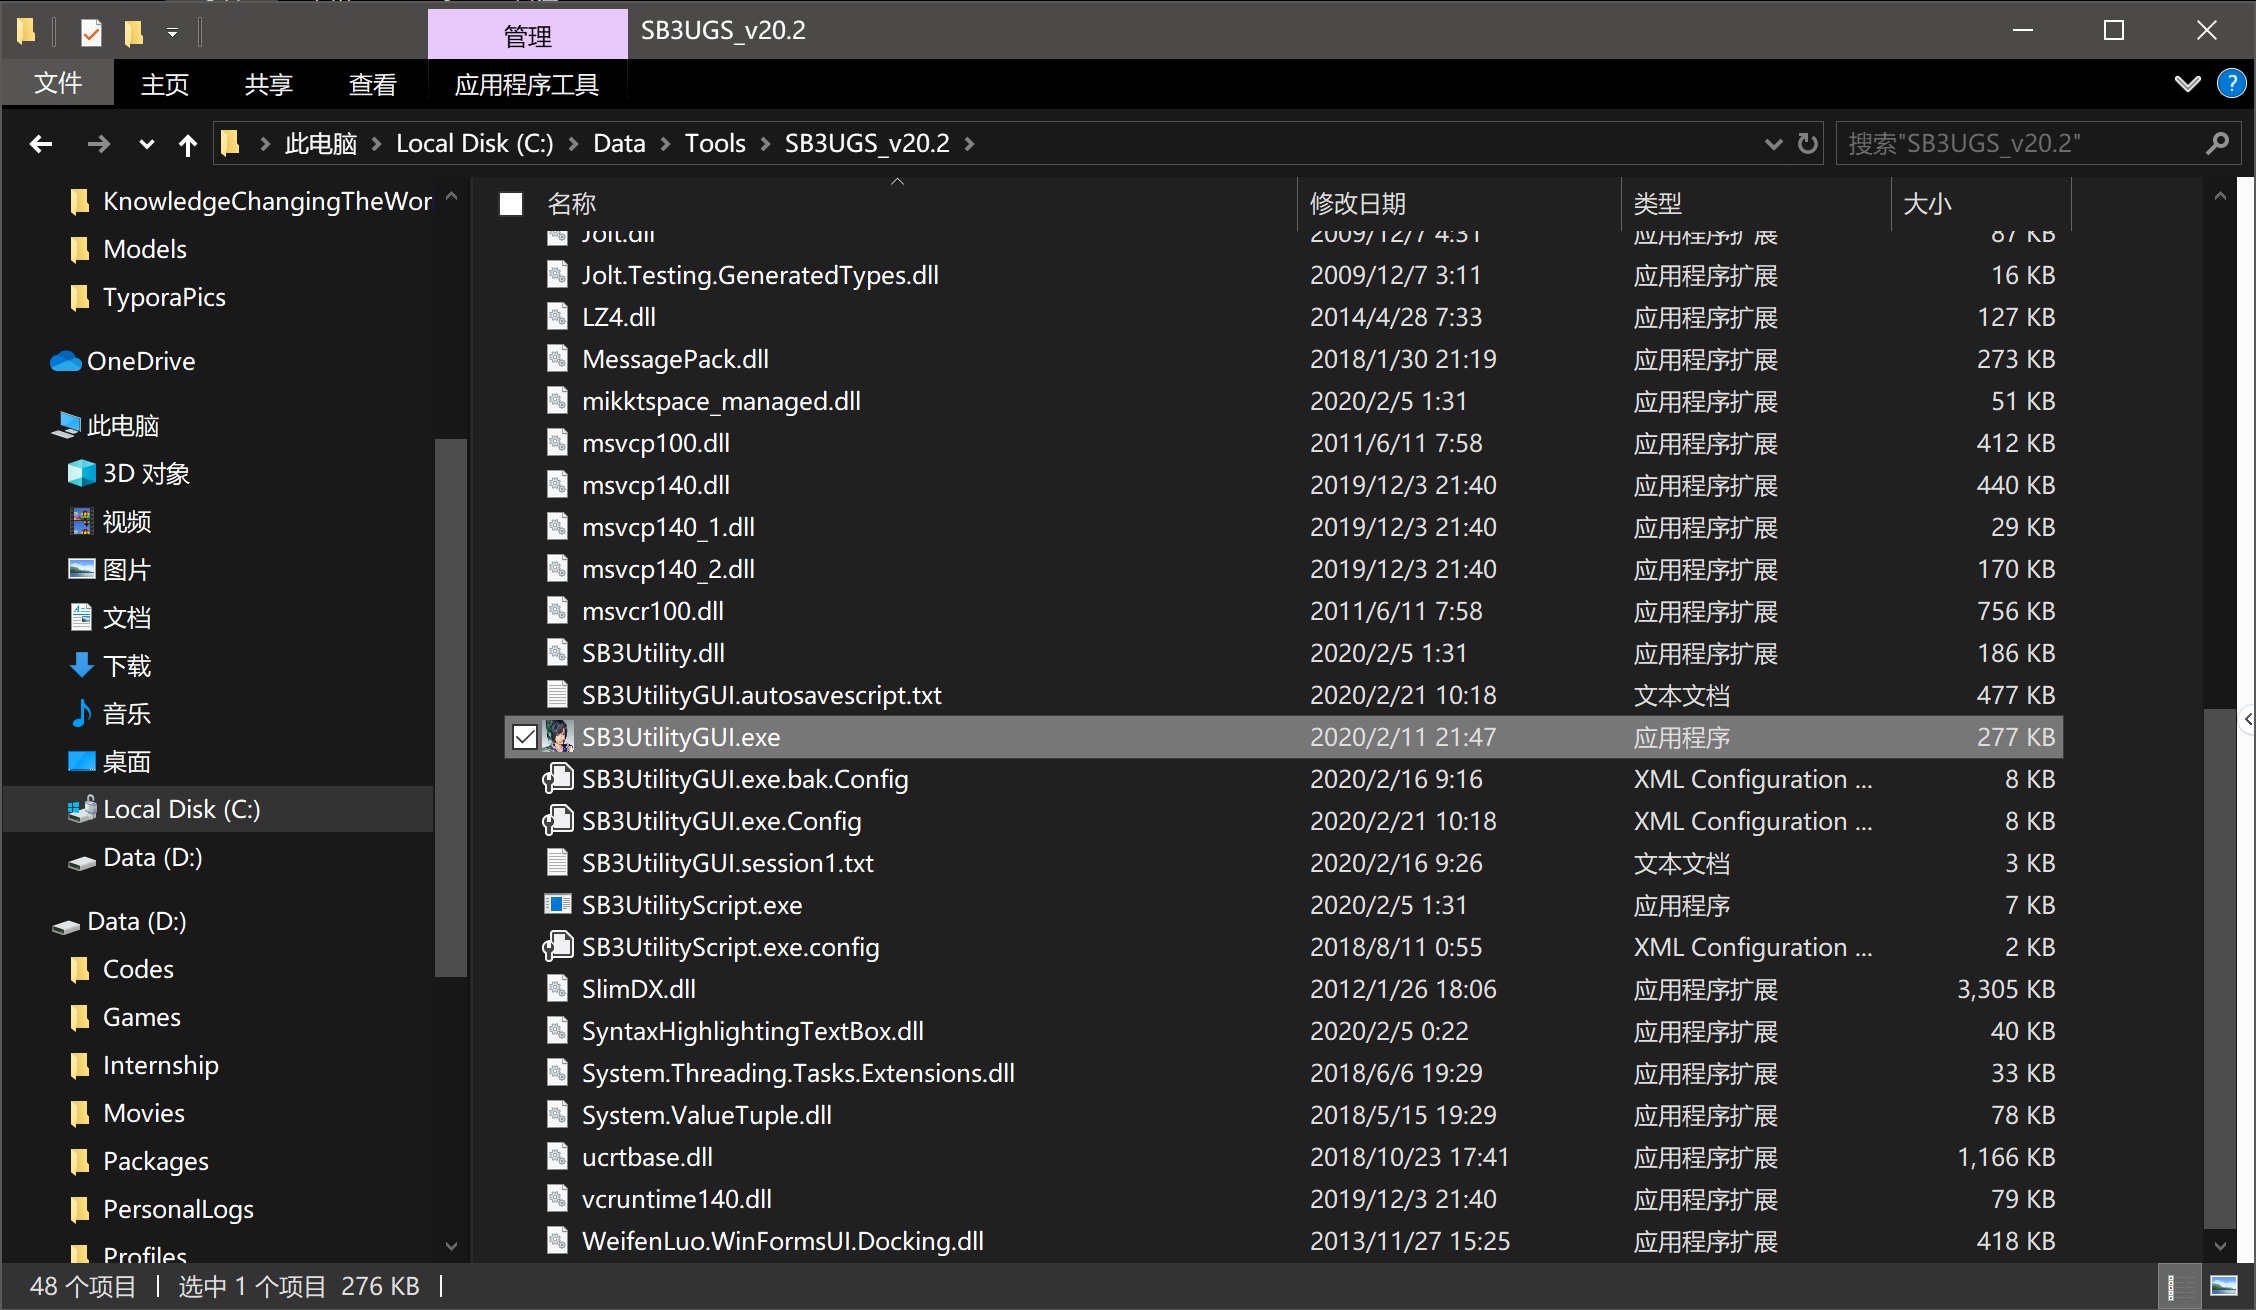 管理
SB3UGS_v20.2
文件 主页 共享 查看 应用程序工具
此电脑 Local Disk (C:) Data Tools SB3UGS_v20.2
搜索"SB3UGS_v20.2"
KnowledgeChangingTheWor
Models
TyporaPics
OneDrive
此电脑
3D 对象
视频
图片
文档
下载
音乐
桌面
Local Disk (C:)
Data (D:)
Data (D:)
Codes
Games
Internship
Movies
Packages
PersonalLogs
Profiles
名称 修改日期 类型 大小
Jolt.dll 2009/12/7 4:31 应用程序扩展 87 KB
Jolt.Testing.GeneratedTypes.dll 2009/12/7 3:11 应用程序扩展 16 KB
LZ4.dll 2014/4/28 7:33 应用程序扩展 127 KB
MessagePack.dll 2018/1/30 21:19 应用程序扩展 273 KB
mikktspace_managed.dll 2020/2/5 1:31 应用程序扩展 51 KB
msvcp100.dll 2011/6/11 7:58 应用程序扩展 412 KB
msvcp140.dll 2019/12/3 21:40 应用程序扩展 440 KB
msvcp140_1.dll 2019/12/3 21:40 应用程序扩展 29 KB
msvcp140_2.dll 2019/12/3 21:40 应用程序扩展 170 KB
msvcr100.dll 2011/6/11 7:58 应用程序扩展 756 KB
SB3Utility.dll 2020/2/5 1:31 应用程序扩展 186 KB
SB3UtilityGUI.autosavescript.txt 2020/2/21 10:18 文本文档 477 KB
SB3UtilityGUI.exe 2020/2/11 21:47 应用程序 277 KB
SB3UtilityGUI.exe.bak.Config 2020/2/16 9:16 XML Configuration ... 8 KB
SB3UtilityGUI.exe.Config 2020/2/21 10:18 XML Configuration ... 8 KB
SB3UtilityGUI.session1.txt 2020/2/16 9:26 文本文档 3 KB
SB3UtilityScript.exe 2020/2/5 1:31 应用程序 7 KB
SB3UtilityScript.exe.config 2018/8/11 0:55 XML Configuration ... 2 KB
SlimDX.dll 2012/1/26 18:06 应用程序扩展 3,305 KB
SyntaxHighlightingTextBox.dll 2020/2/5 0:22 应用程序扩展 40 KB
System.Threading.Tasks.Extensions.dll 2018/6/6 19:29 应用程序扩展 33 KB
System.ValueTuple.dll 2018/5/15 19:29 应用程序扩展 78 KB
ucrtbase.dll 2018/10/23 17:41 应用程序扩展 1,166 KB
vcruntime140.dll 2019/12/3 21:40 应用程序扩展 79 KB
WeifenLuo.WinFormsUI.Docking.dll 2013/11/27 15:25 应用程序扩展 418 KB
48 个项目 选中 1 个项目 276 KB